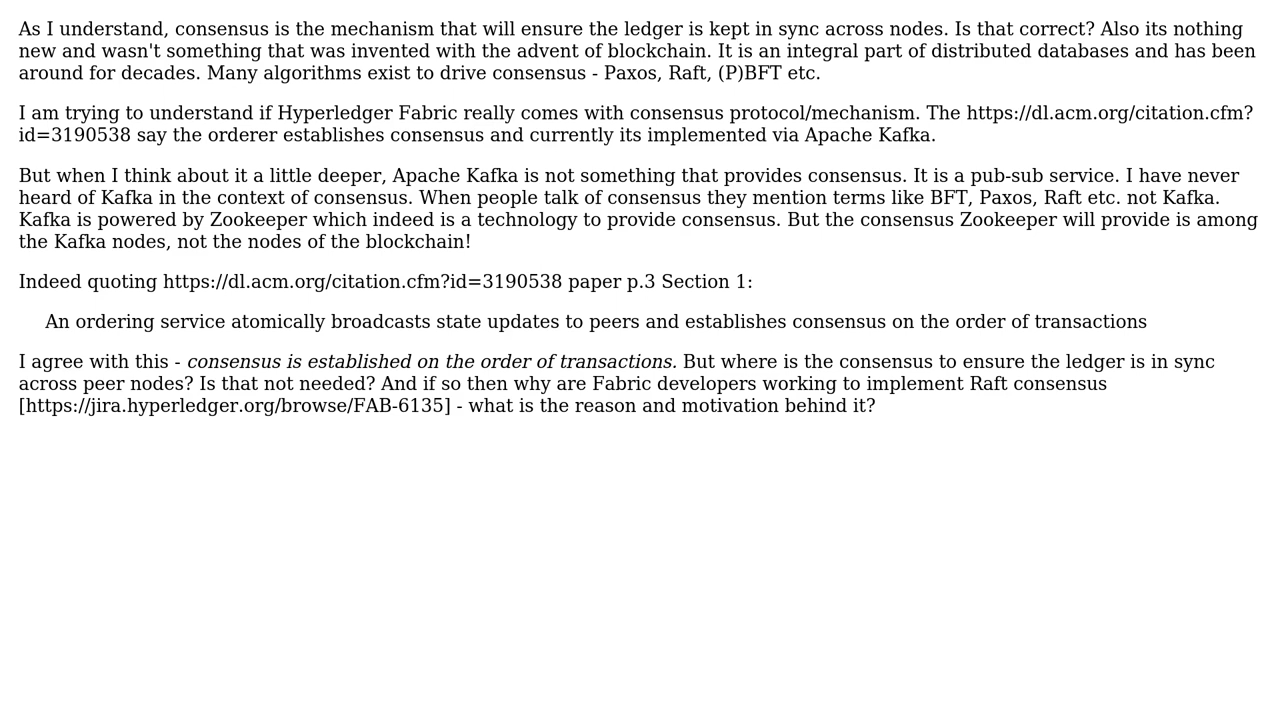 As I understand, consensus is the mechanism that will ensure the ledger is kept in sync across nodes. Is that correct? Also its nothing
new and wasn't something that was invented with the advent of blockchain. It is an integral part of distributed databases and has been
around for decades. Many algorithms exist to drive consensus - Paxos, Raft, (P)BFT etc.
I am trying to understand if Hyperledger Fabric really comes with consensus protocol/mechanism. The https://dl.acm.org/citation.cfm?
id=3190538 say the orderer establishes consensus and currently its implemented via Apache Kafka.
But when I think about it a little deeper, Apache Kafka is not something that provides consensus. It is a pub-sub service. I have never
heard of Kafka in the context of consensus. When people talk of consensus they mention terms like BFT, Paxos, Raft etc. not Kafka.
Kafka is powered by Zookeeper which indeed is a technology to provide consensus. But the consensus Zookeeper will provide is among
the Kafka nodes, not the nodes of the blockchain!
Indeed quoting https://dl.acm.org/citation.cfm?id=3190538 paper p.3 Section 1:
An ordering service atomically broadcasts state updates to peers and establishes consensus on the order of transactions
I agree with this - consensus is established on the order of transactions. But where is the consensus to ensure the ledger is in sync
across peer nodes? Is that not needed? And if so then why are Fabric developers working to implement Raft consensus
[https://jira.hyperledger.org/browse/FAB-6135] - what is the reason and motivation behind it?